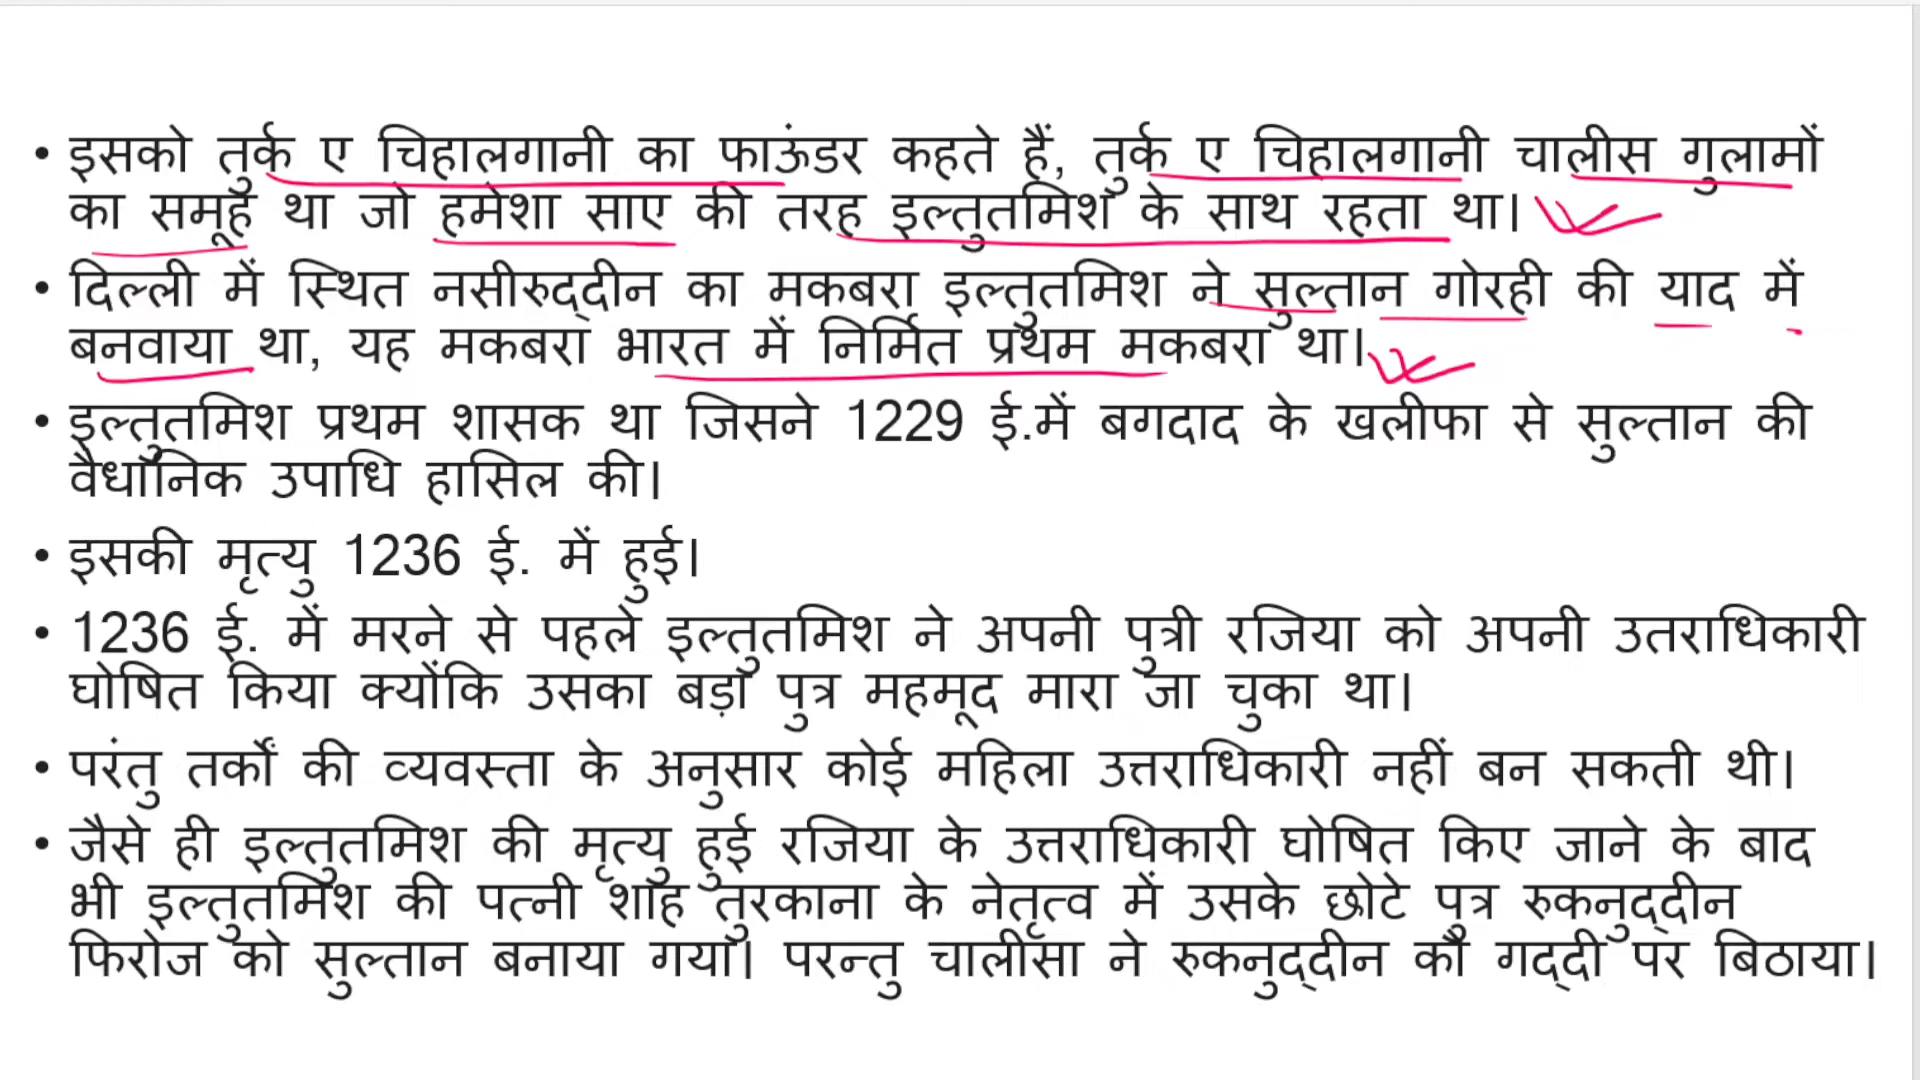 • इसको तुर्क ए चिहालगानी का फाऊंडर कहते हैं, तुर्क ए चिहालगानी चालीस गुलामों
का समूह था जो हमेशा साए की तरह इल्तुतमिश के साथ रहता था।
• दिल्ली में स्थित नसीरुद्दीन का मकबरा इल्तुतमिश ने सुल्तान गोरही की याद में
बनवाया था, यह मकबरा भारत में निर्मित प्रथम मकबरा था।
• इल्तुतमिश प्रथम शासक था जिसने 1229 ई.में बगदाद के खलीफा से सुल्तान की
वैधानिक उपाधि हासिल की।
• इसकी मृत्यु 1236 ई. में हुई।
• 1236 ई. में मरने से पहले इल्तुतमिश ने अपनी पुत्री रजिया को अपनी उतराधिकारी
घोषित किया क्योंकि उसका बड़ा पुत्र महमूद मारा जा चुका था।
• परंतु तर्कों की व्यवस्ता के अनुसार कोई महिला उत्तराधिकारी नहीं बन सकती थी।
• जैसे ही इल्तुतमिश की मृत्यु हुई रजिया के उत्तराधिकारी घोषित किए जाने के बाद
भी इल्तुतमिश की पत्नी शाह तुरकाना के नेतृत्व में उसके छोटे पुत्र रुकनुद्दीन
फिरोज को सुल्तान बनाया गया। परन्तु चालीसा ने रुकनुद्दीन को गद्दी पर बिठाया।